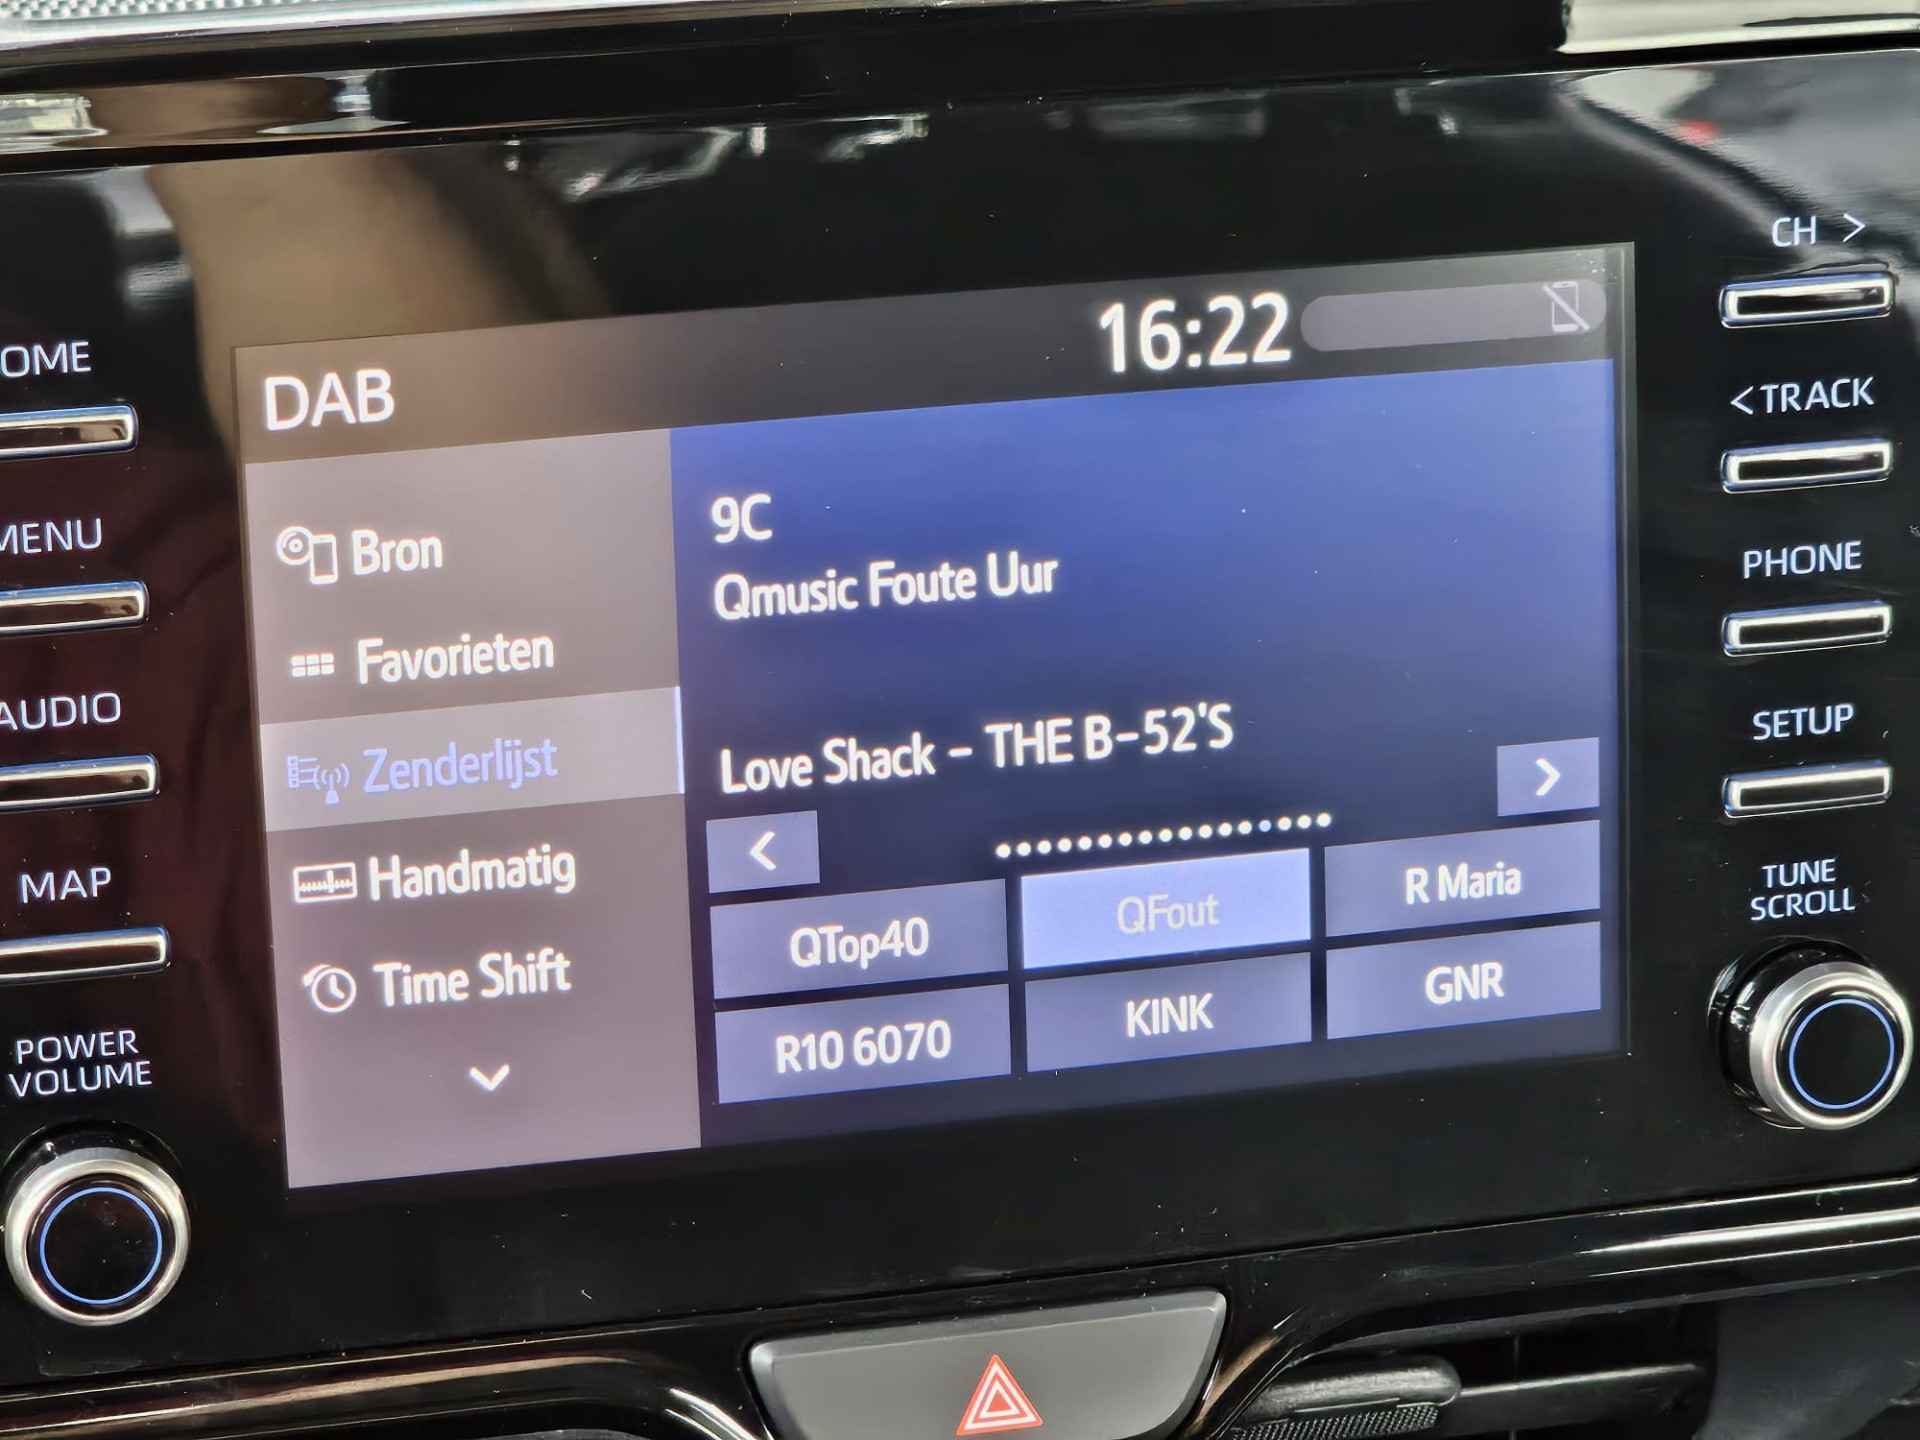 DAB
16:22
Bron
Favorieten
Zenderlijst
Handmatig
Time Shift
9C
Qmusic Foute Uur
Love Shack - THE B-52'S
QTop40
QFout
R Maria
R10 6070
KINK
GNR
OME
MENU
AUDIO
MAP
POWER
VOLUME
CH >
<TRACK
PHONE
SETUP
TUNE
SCROLL